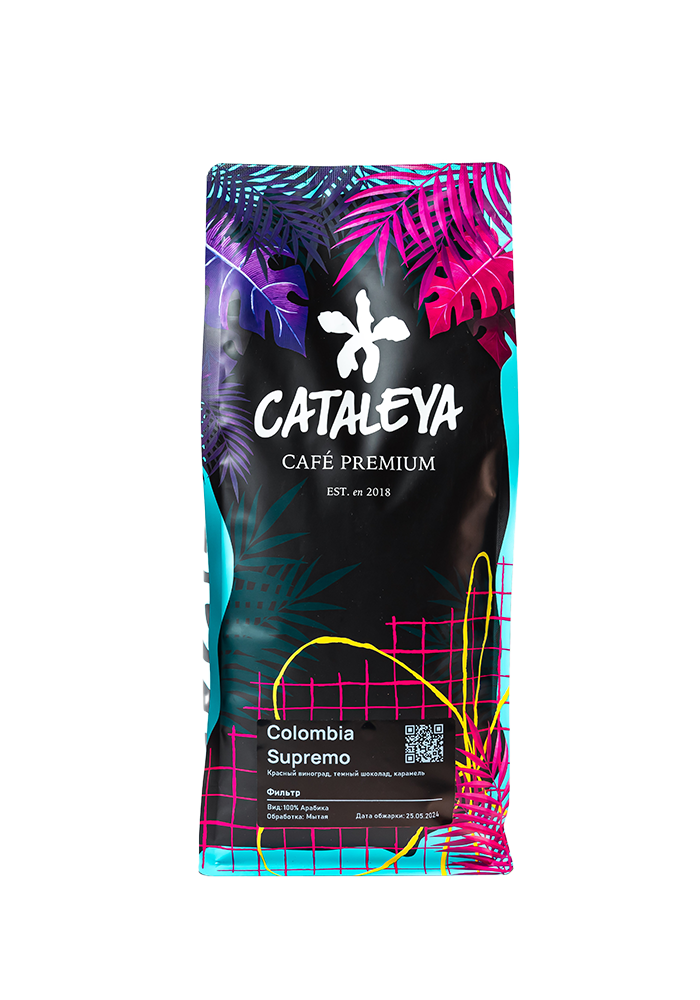 CATALEYA
CAFÉ PREMIUM
EST. en 2018
Colombia
Supremo
Красный виноград, темный шоколад, карамель
Фильтр
Вид:100% Арабика
Обработка: Мытая Дата обжарки: 25.05.2024